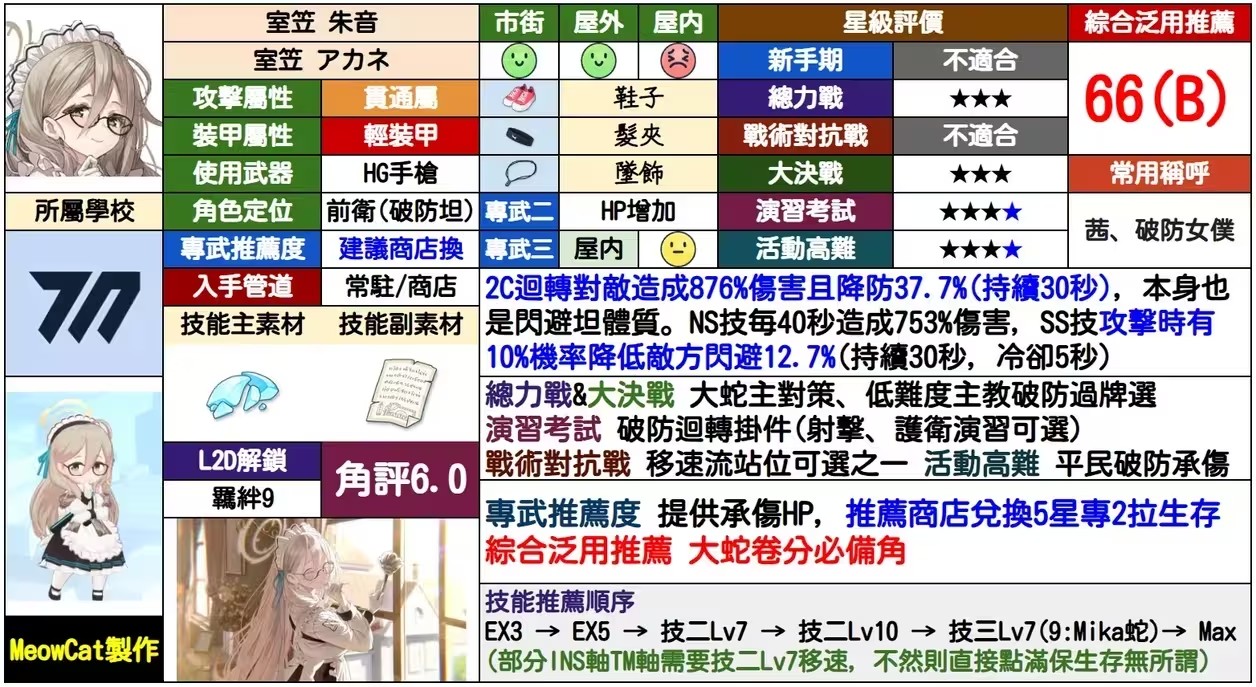 室笠 朱音
室笠 アカネ
攻擊屬性 貫通屬
裝甲屬性 輕裝甲
使用武器 HG手槍
所屬學校
角色定位 前衛(破防坦)
專武推薦度 建議商店換
入手管道 常駐/商店
技能主素材 技能副素材
L2D解鎖
羈絆9
角評6.0
MeowCat製作
市街 屋外 屋内
鞋子
髮夾
墜飾
專武二 HP增加
專武三 屋内
星級評價
新手期 不適合
總力戰 ★★★
戰術對抗戰 不適合
大決戰 ★★★
演習考試 ★★★★
活動高難 ★★★★
綜合泛用推薦
66(B)
常用稱呼
茜、破防女僕
2C迴轉對敵造成876%傷害且降防37.7%(持續30秒)，本身也
是閃避坦體質。NS技每40秒造成753%傷害，SS技攻擊時有
10%機率降低敵方閃避12.7%(持續30秒，冷卻5秒)
總力戰&大決戰 大蛇主對策、低難度主教破防過牌選
演習考試 破防迴轉掛件(射擊、護衛演習可選)
戰術對抗戰 移速流站位可選之一 活動高難 平民破防承傷
專武推薦度 提供承傷HP，推薦商店兌換5星專2拉生存
綜合泛用推薦 大蛇卷分必備角
技能推薦順序
EX3 → EX5 → 技二Lv7 → 技二Lv10 → 技三Lv7(9:Mika蛇)→ Max
(部分INS軸TM軸需要技二Lv7移速，不然則直接點滿保生存無所謂)